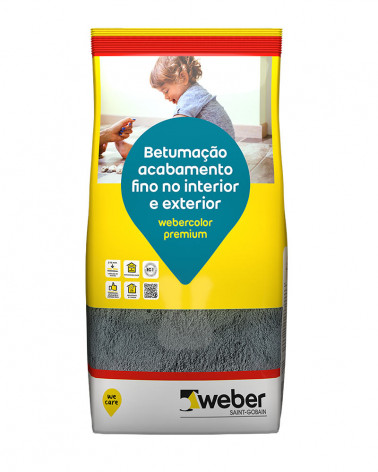 Betumação
acabamento
fino no interior
e exterior
webercolor
premium
we
care
weber
SAINT-GOBAIN